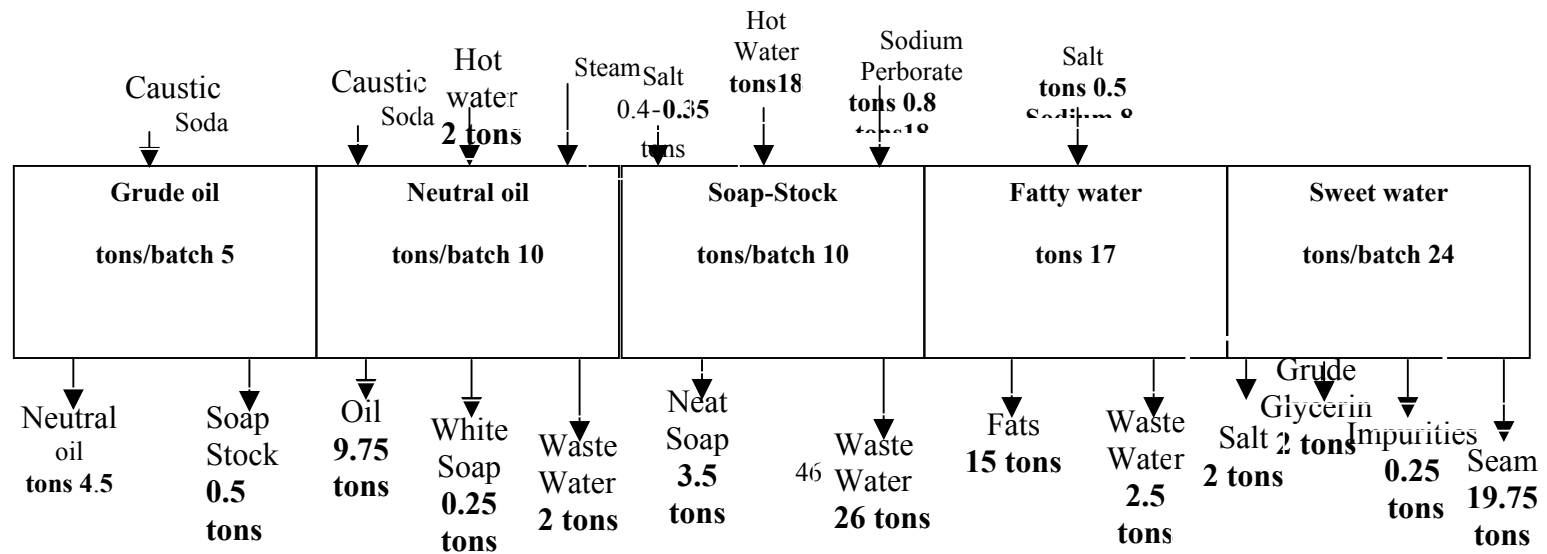 Caustic
Soda
Caustic
Soda
Hot
water
2 tons
Steam
Salt
0.4-0.35
tons
Hot
Water
tons18
Sodium
Perborate
tons 0.8
tons18
Salt
tons 0.5
Sodium 8
Grude oil
tons/batch 5
Neutral oil
tons/batch 10
Soap-Stock
tons/batch 10
Fatty water
tons 17
Sweet water
tons/batch 24
Neutral
oil
tons 4.5
Soap
Stock
0.5
tons
Oil
9.75
tons
White
Soap
0.25
tons
Waste
Water
2 tons
Neat
Soap
3.5
tons
46
Waste
Water
26 tons
Fats
15 tons
Waste
Water
2.5
tons
Salt
2 tons
Grude
Glycerin
2 tons
Impurities
0.25
tons
Seam
19.75
tons